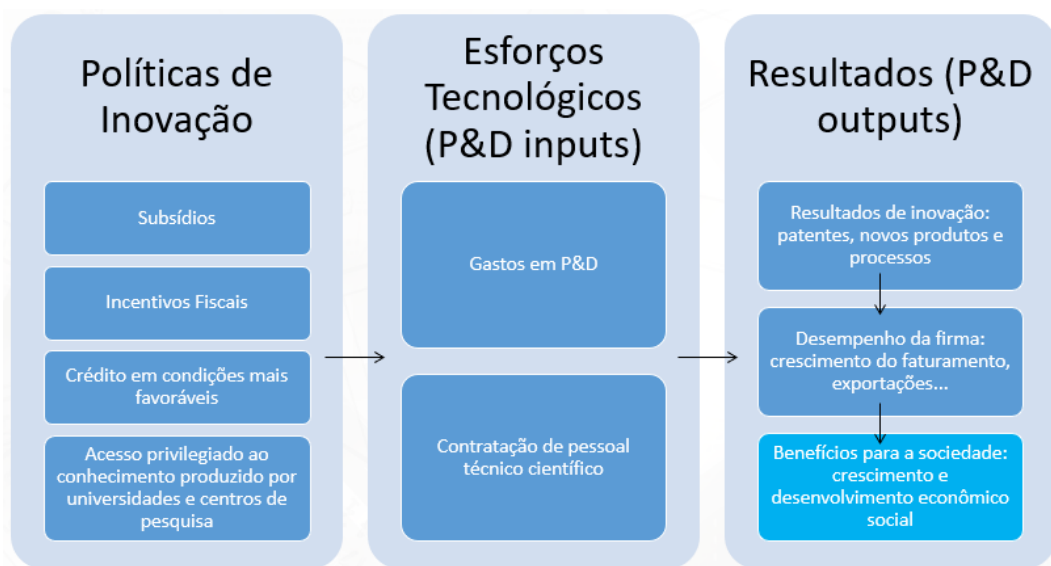 Políticas de
Inovação
Subsídios
Incentivos Fiscais
Crédito em condições mais
favoráveis
Acesso privilegiado ao
conhecimento produzido por
universidades e centros de
pesquisa
Esforços
Tecnológicos
(P&D inputs)
Gastos em P&D
Contratação de pessoal
técnico científico
Resultados (P&D
outputs)
Resultados de inovação:
patentes, novos produtos e
processos
Desempenho da firma:
crescimento do faturamento,
exportações...
Benefícios para a sociedade:
crescimento e
desenvolvimento econômico
social